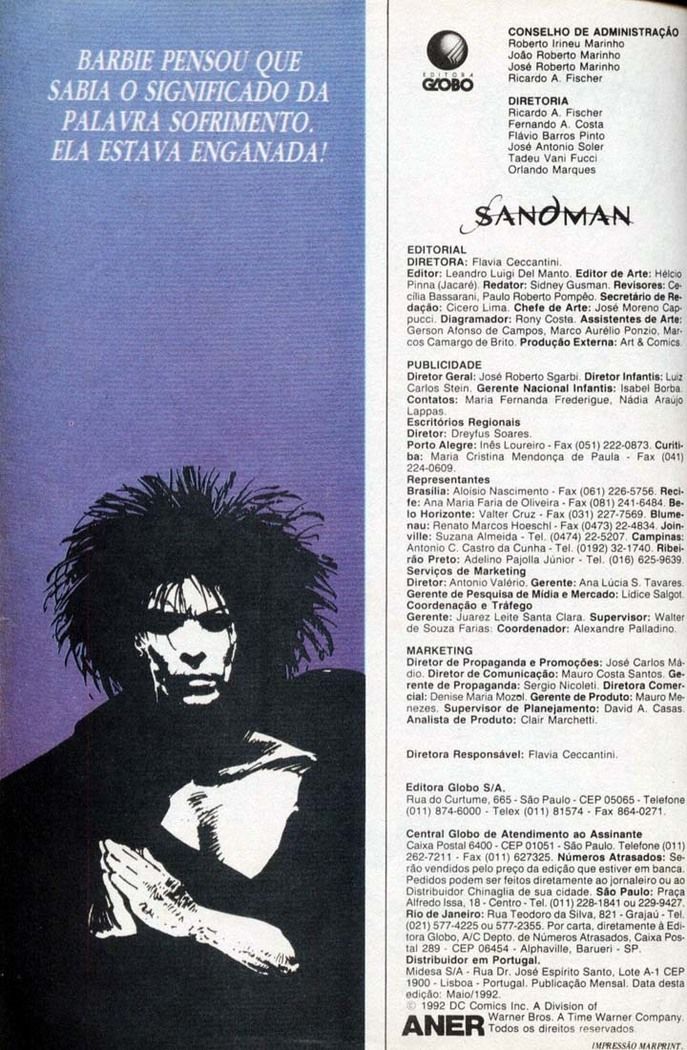 BARBIE PENSOU QUE
SABIA O SIGNIFICADO DA
PALAVRA SOFRIMENTO.
ELA ESTAVA ENGANADA!
EDITORA
GLOBO
CONSELHO DE ADMINISTRAÇÃO
Roberto Irineu Marinho
João Roberto Marinho
José Roberto Marinho
Ricardo A. Fischer
DIRETORIA
Ricardo A. Fischer
Fernando A. Costa
Flávio Barros Pinto
José Antonio Soler
Tadeu Vani Fucci
Orlando Marques
SANDMAN
EDITORIAL
DIRETORA: Flavia Ceccantini.
Editor: Leandro Luigi Del Manto. Editor de Arte: Hélcio
Pinna (Jacaré). Redator: Sidney Gusman. Revisores: Ce-
cília Bassarani, Paulo Roberto Pompêo. Secretário de Re-
dação: Cicero Lima. Chefe de Arte: José Moreno Cap-
pucci. Diagramador: Rony Costa. Assistentes de Arte:
Gerson Afonso de Campos, Marco Aurélio Ponzio, Mar-
cos Camargo de Brito. Produção Externa: Art & Comics.
PUBLICIDADE
Diretor Geral: José Roberto Sgarbi. Diretor Infantis: Luiz
Carlos Stein. Gerente Nacional Infantis: Isabel Borba.
Contatos: Maria Fernanda Frederigue, Nádia Araújo
Lappas.
Escritórios Regionais
Diretor: Dreyfus Soares.
Porto Alegre: Inês Loureiro - Fax (051) 222-0873. Curiti-
ba: Maria Cristina Mendonça de Paula - Fax (041)
224-0609.
Representantes
Brasília: Aloísio Nascimento - Fax (061) 226-5756. Reci-
fe: Ana Maria Faria de Oliveira - Fax (081) 241-6484. Be-
lo Horizonte: Valter Cruz - Fax (031) 227-7569. Blume-
nau: Renato Marcos Hoeschl - Fax (0473) 22-4834. Join-
ville: Suzana Almeida - Tel. (0474) 22-5207. Campinas:
Antonio C. Castro da Cunha - Tel. (0192) 32-1740. Ribei-
rão Preto: Adelino Pajolla Júnior - Tel. (016) 625-9639.
Serviços de Marketing
Diretor: Antonio Valério. Gerente: Ana Lúcia S. Tavares.
Gerente de Pesquisa de Mídia e Mercado: Lídice Salgot.
Coordenação e Tráfego
Gerente: Juarez Leite Santa Clara. Supervisor: Walter
de Souza Farias. Coordenador: Alexandre Palladino.
MARKETING
Diretor de Propaganda e Promoções: José Carlos Má-
dio. Diretor de Comunicação: Mauro Costa Santos. Ge-
rente de Propaganda: Sergio Nicoleti. Diretora Comer-
cial: Denise Maria Mozol. Gerente de Produto: Mauro Me-
nezes. Supervisor de Planejamento: David A. Casas.
Analista de Produto: Clair Marchetti.
Diretora Responsável: Flavia Ceccantini.
Editora Globo S/A.
Rua do Curtume, 665 - São Paulo - CEP 05065 - Telefone
(011) 874-6000 - Telex (011) 81574 - Fax 864-0271.
Central Globo de Atendimento ao Assinante
Caixa Postal 6400 - CEP 01051 - São Paulo. Telefone (011)
262-7211 - Fax (011) 627325. Números Atrasados: Se-
rão vendidos pelo preço da edição que estiver em banca.
Pedidos podem ser feitos diretamente ao jornaleiro ou ao
Distribuidor Chinaglia de sua cidade. São Paulo: Praça
Alfredo Issa, 18 - Centro - Tel. (011) 228-1841 ou 229-9427.
Rio de Janeiro: Rua Teodoro da Silva, 821 - Grajaú - Tel.
(021) 577-4225 ou 577-2355. Por carta, diretamente à Edi-
tora Globo, A/C Depto. de Números Atrasados, Caixa Pos-
tal 289 - CEP 06454 - Alphaville, Barueri - SP.
Distribuidor em Portugal.
Midesa S/A - Rua Dr. José Espírito Santo, Lote A-1 CEP
1900 - Lisboa - Portugal. Publicação Mensal. Data desta
edição: Maio/1992.
© 1992 DC Comics Inc. A Division of
Warner Bros. A Time Warner Company.
ANER Todos os direitos reservados.
IMPRESSÃO MARPRINT.